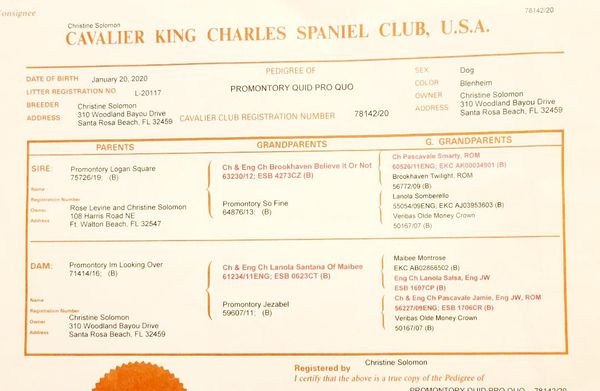 Consignee
78142/20
Christine Solomon
CAVALIER KING CHARLES SPANIEL CLUB, U.S.A.
DATE OF BIRTH January 20, 2020
PEDIGREE OF
SEX Dog
LITTER REGISTRATION NO. L-20117
PROMONTORY QUID PRO QUO
COLOR Blenheim
BREEDER Christine Solomon
OWNER Christine Solomon
ADDRESS 310 Woodland Bayou Drive
Santa Rosa Beach, FL 32459
CAVALIER CLUB REGISTRATION NUMBER 78142/20
ADDRESS 310 Woodland Bayou Drive
Santa Rosa Beach, FL 32459
PARENTS GRANDPARENTS G. GRANDPARENTS
SIRE: Promontory Logan Square
75726/19; (B)
Name
Registration Number
Owner Rose Levine and Christine Solomon
Address 108 Harris Road NE
Ft. Walton Beach, FL 32547
Ch & Eng Ch Brookhaven Believe It Or Not
63230/12; ESB 4273CZ (B)
Promontory So Fine
64876/13; (B)
Ch Pascavale Smarty, ROM
60526/11ENG; EKC AK00034901 (B)
Brookhaven Twilight, ROM
56772/09 (B)
Lanola Sombrello
55054/09ENG; EKC AJ03953603 (B)
Veribas Olde Money Crown
50167/07 (B)
DAM: Promontory Im Looking Over
71414/16; (B)
Name
Registration Number
Owner Christine Solomon
Address 310 Woodland Bayou Drive
Santa Rosa Beach, FL 32459
Ch & Eng Ch Lanola Santana Of Maibee
61234/11ENG; ESB 0623CT (B)
Promontory Jezabel
59607/11; (B)
Maibee Montrose
EKC AB02866502 (B)
Eng Ch Lanola Salsa, Eng JW
ESB 1697CP (B)
Ch & Eng Ch Pascavale Jamie, Eng JW, ROM
56227/09ENG; ESB 1706CR (B)
Veribas Olde Money Crown
50167/07 (B)
Registered by Christine Solomon
I certify that the above is a true copy of the Pedigree of
PROMONTORY QUID PRO QUO 78142/20